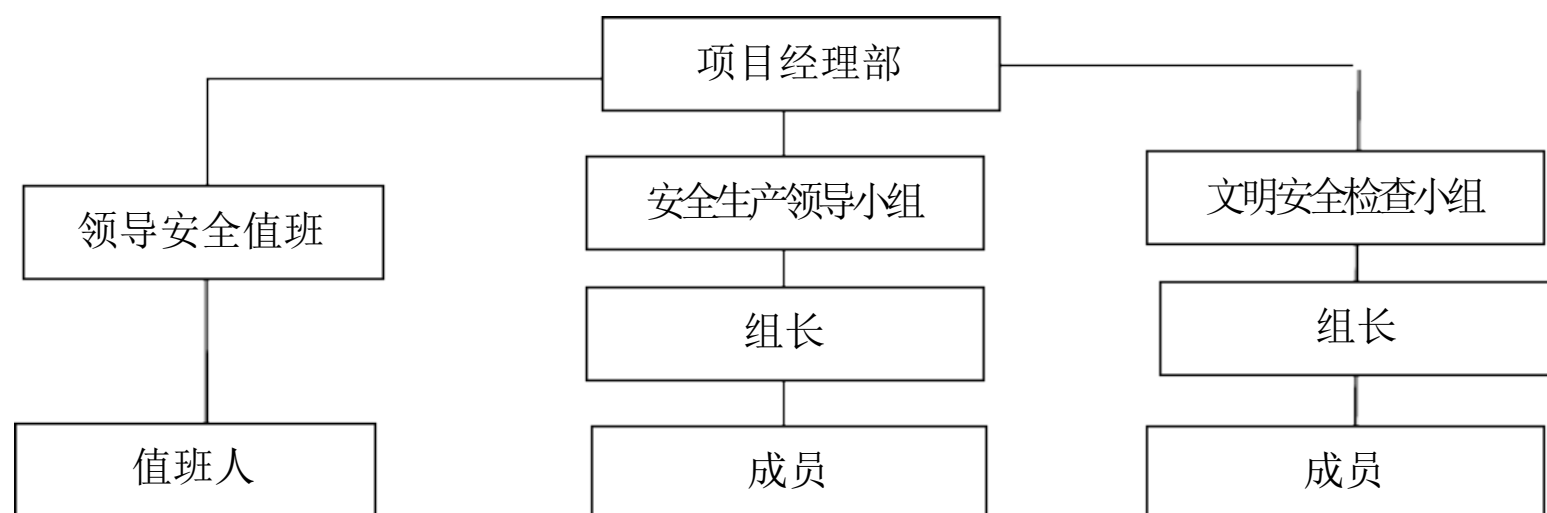 项目经理部
领导安全值班
安全生产领导小组
文明安全检查小组
组长
组长
值班人
成员
成员